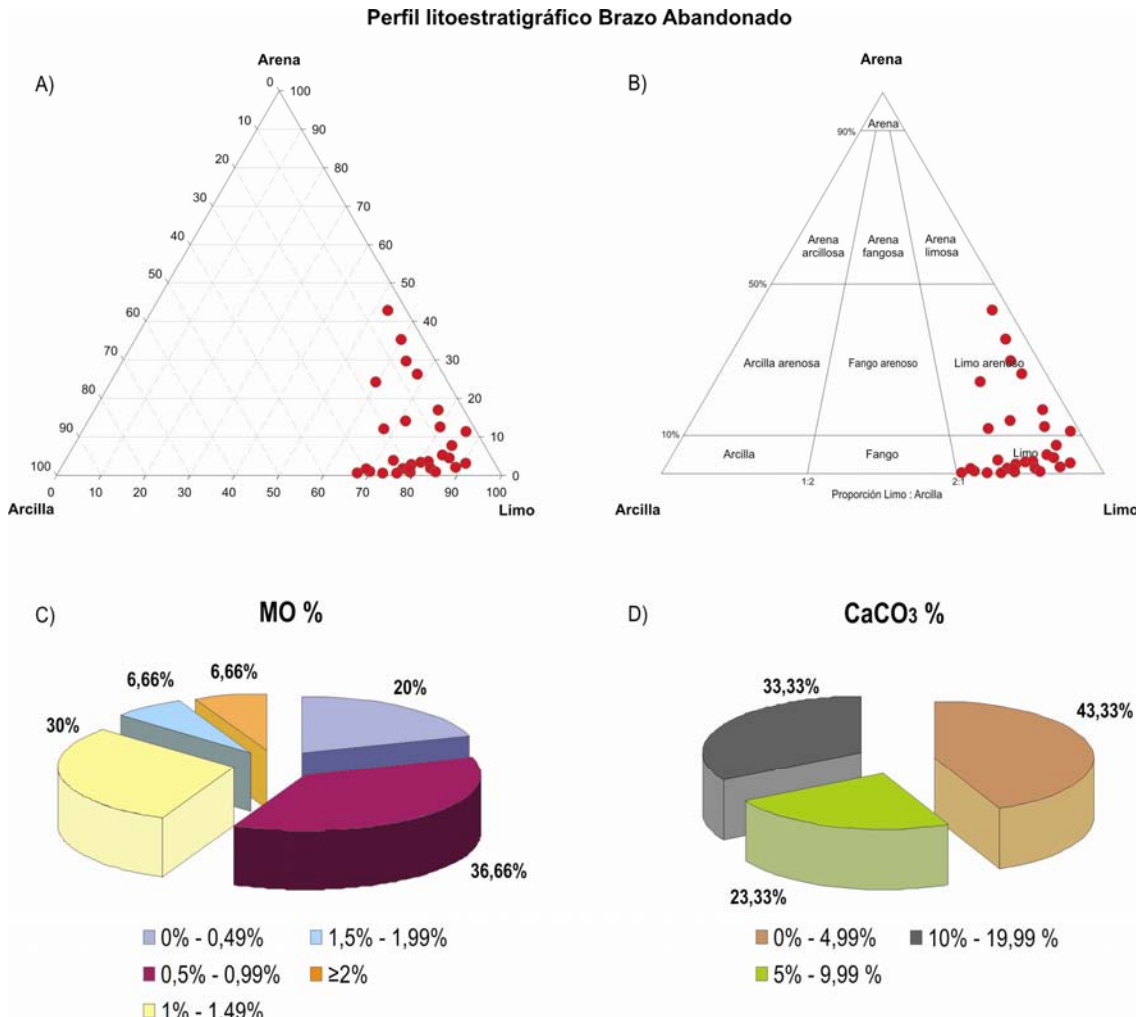 Perfil litoestratigráfico Brazo Abandonado
A)
Arena
0
100
10
90
20
80
30
70
40
60
50
50
60
40
70
30
80
20
90
10
100
0
0
10
20
30
40
50
60
70
80
90
100
Arcilla
Limo
B)
Arena
90%
Arena
Arena
arcillosa
Arena
fangosa
Arena
limosa
50%
Arcilla arenosa
Fango arenoso
Limo arenoso
10%
Arcilla
Fango
Limo
1:2
2:1
Proporción Limo : Arcilla
Arcilla
Limo
C)
MO %
6,66%
6,66%
20%
30%
36,66%
0% - 0,49%
1,5% - 1,99%
0,5% - 0,99%
≥2%
1% - 1,49%
D)
CaCO3 %
33,33%
43,33%
23,33%
0% - 4,99%
10% - 19,99 %
5% - 9,99 %